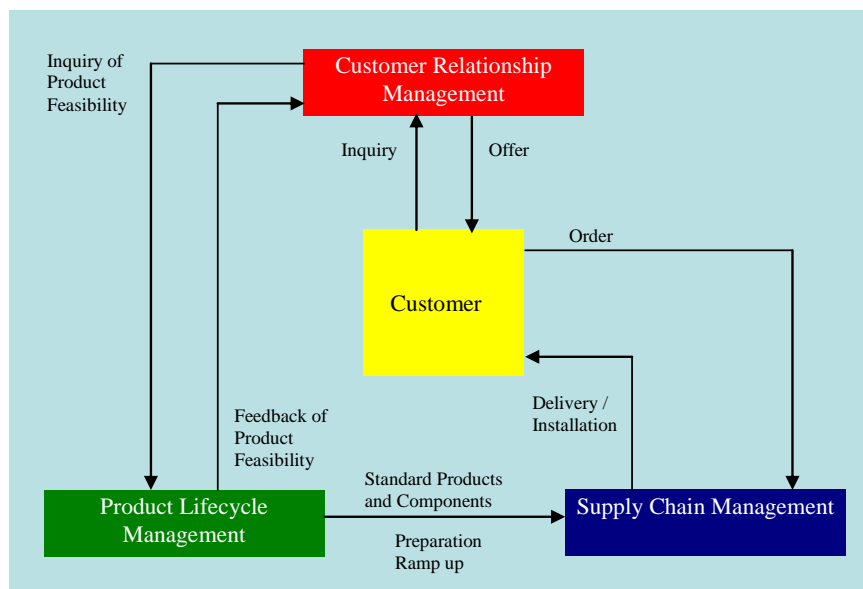 Inquiry of
Product
Feasibility
Customer Relationship
Management
Inquiry
Offer
Order
Customer
Delivery /
Installation
Feedback of
Product
Feasibility
Standard Products
and Components
Product Lifecycle
Management
Supply Chain Management
Preparation
Ramp up